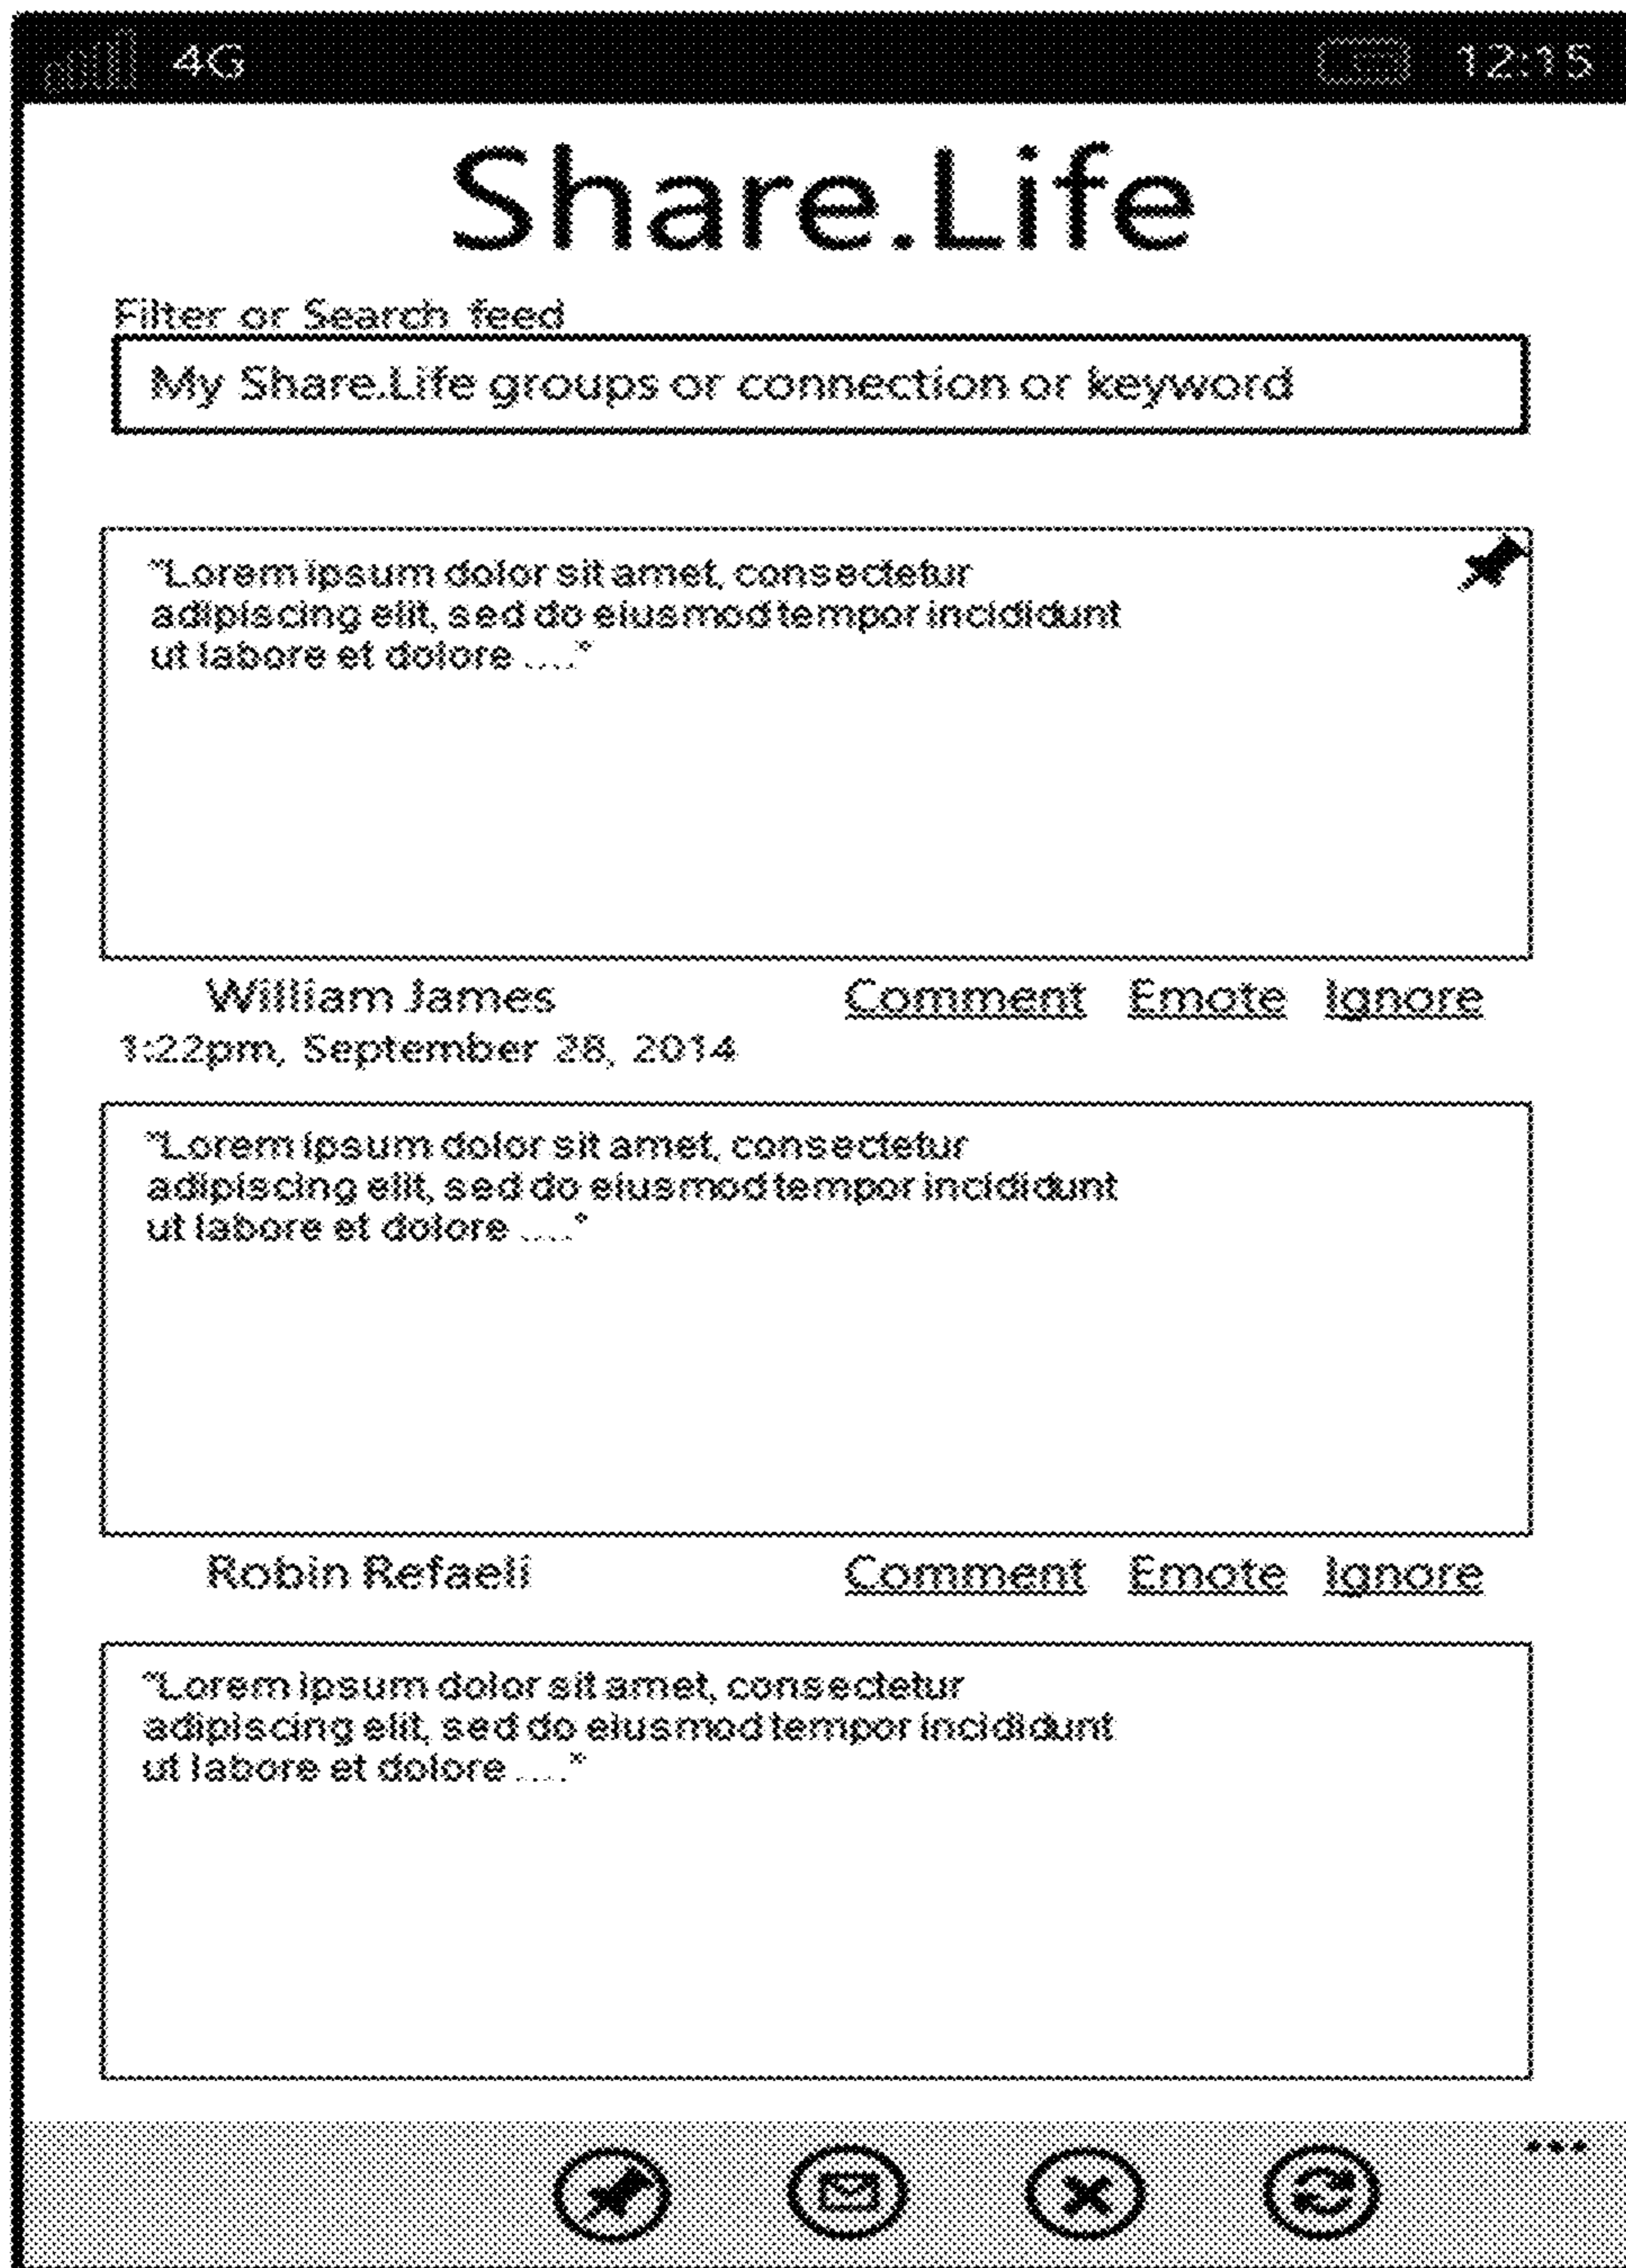 4G 12:15
Share.Life
Filter or Search feed
My Share.Life groups or connection or keyword
"Lorem ipsum dolor sit amet, consectetur
adipiscing elit, sed do eiusmod tempor incididunt
ut labore et dolore ...."
William James Comment Emote Ignore
1:22pm, September 28, 2014
"Lorem ipsum dolor sit amet, consectetur
adipiscing elit, sed do eiusmod tempor incididunt
ut labore et dolore ...."
Robin Refaeli Comment Emote Ignore
"Lorem ipsum dolor sit amet, consectetur
adipiscing elit, sed do eiusmod tempor incididunt
ut labore et dolore ...."